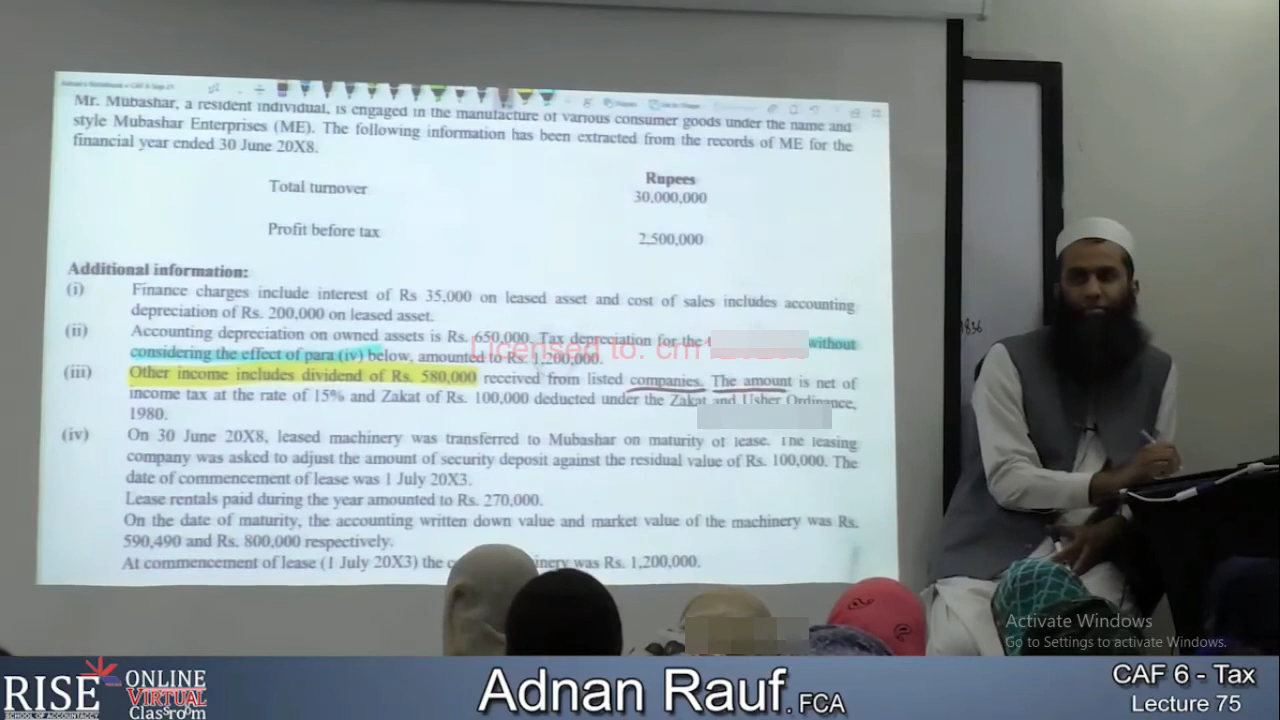 Mr. Mubashar, a resident individual, is engaged in the manufacture of various consumer goods under the name and
style Mubashar Enterprises (ME). The following information has been extracted from the records of ME for the
financial year ended 30 June 20X8.
Rupees
Total turnover 30,000,000
Profit before tax 2,500,000
Additional information:
(i) Finance charges include interest of Rs 35,000 on leased asset and cost of sales includes accounting
depreciation of Rs. 200,000 on leased asset.
(ii) Accounting depreciation on owned assets is Rs. 650,000. Tax depreciation for the without
considering the effect of para (iv) below, amounted to Rs. 1,200,000.
Licensed to: cm
(iii) Other income includes dividend of Rs. 580,000 received from listed companies. The amount is net of
income tax at the rate of 15% and Zakat of Rs. 100,000 deducted under the Zakat and Usher Ordinance,
1980.
(iv) On 30 June 20X8, leased machinery was transferred to Mubashar on maturity of lease. The leasing
company was asked to adjust the amount of security deposit against the residual value of Rs. 100,000. The
date of commencement of lease was 1 July 20X3.
Lease rentals paid during the year amounted to Rs. 270,000.
On the date of maturity, the accounting written down value and market value of the machinery was Rs.
590,490 and Rs. 800,000 respectively.
At commencement of lease (1 July 20X3) the was Rs. 1,200,000.
Activate Windows
Go to Settings to activate Windows.
RISE
SCHOOL OF ACCOUNTANCY
ONLINE
VIRTUAL
Classroom
Adnan Rauf. FCA
CAF 6 - Tax
Lecture 75